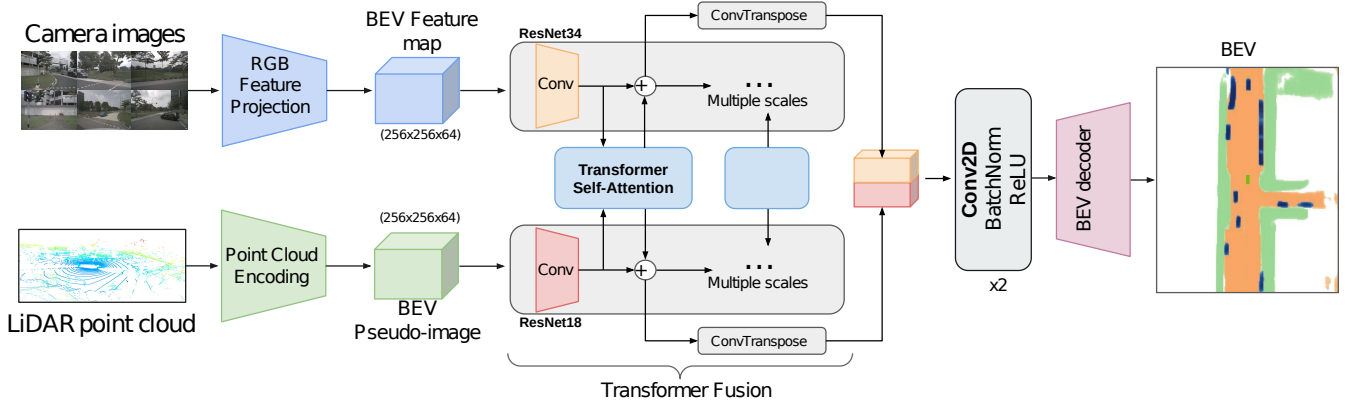 Camera images
RGB
Feature
Projection
BEV Feature
map
(256x256x64)
ResNet34
Conv
+
...
Multiple scales
ConvTranspose
Transformer
Self-Attention
LiDAR point cloud
Point Cloud
Encoding
(256x256x64)
BEV
Pseudo-image
Conv
ResNet18
+
...
Multiple scales
ConvTranspose
Transformer Fusion
Conv2D
BatchNorm
ReLU
x2
BEV decoder
BEV